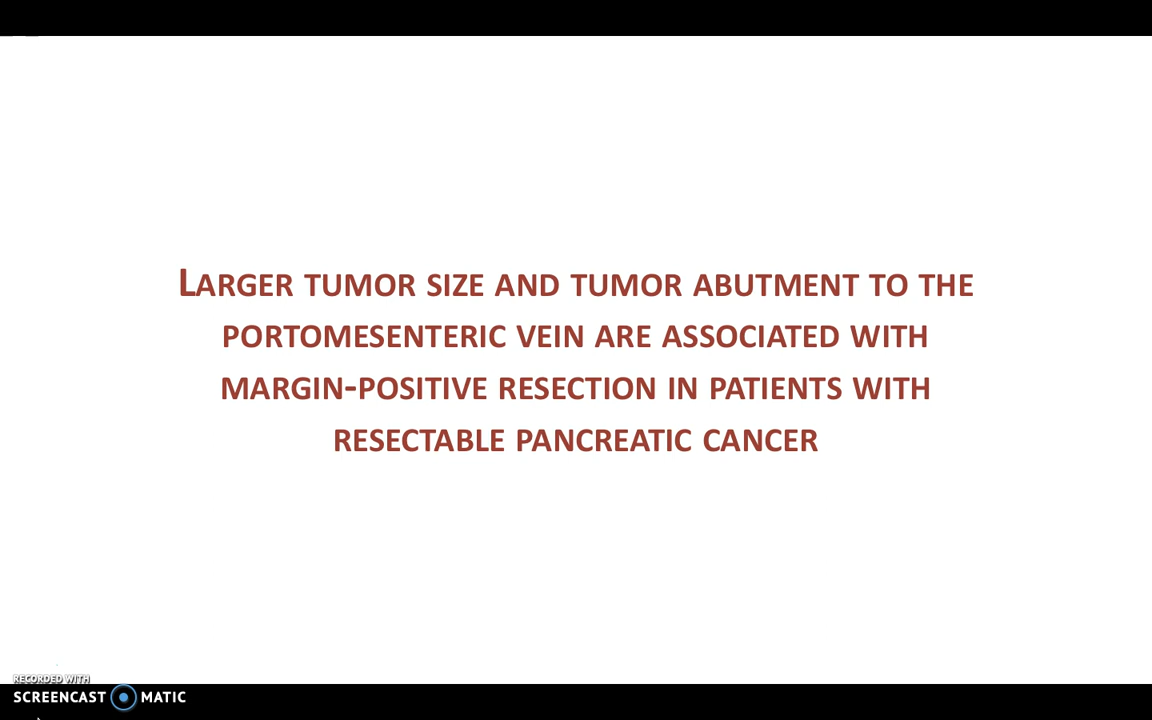 LARGER TUMOR SIZE AND TUMOR ABUTMENT TO THE
PORTOMESENTERIC VEIN ARE ASSOCIATED WITH
MARGIN-POSITIVE RESECTION IN PATIENTS WITH
RESECTABLE PANCREATIC CANCER
RECORDED WITH
SCREENCAST MATIC